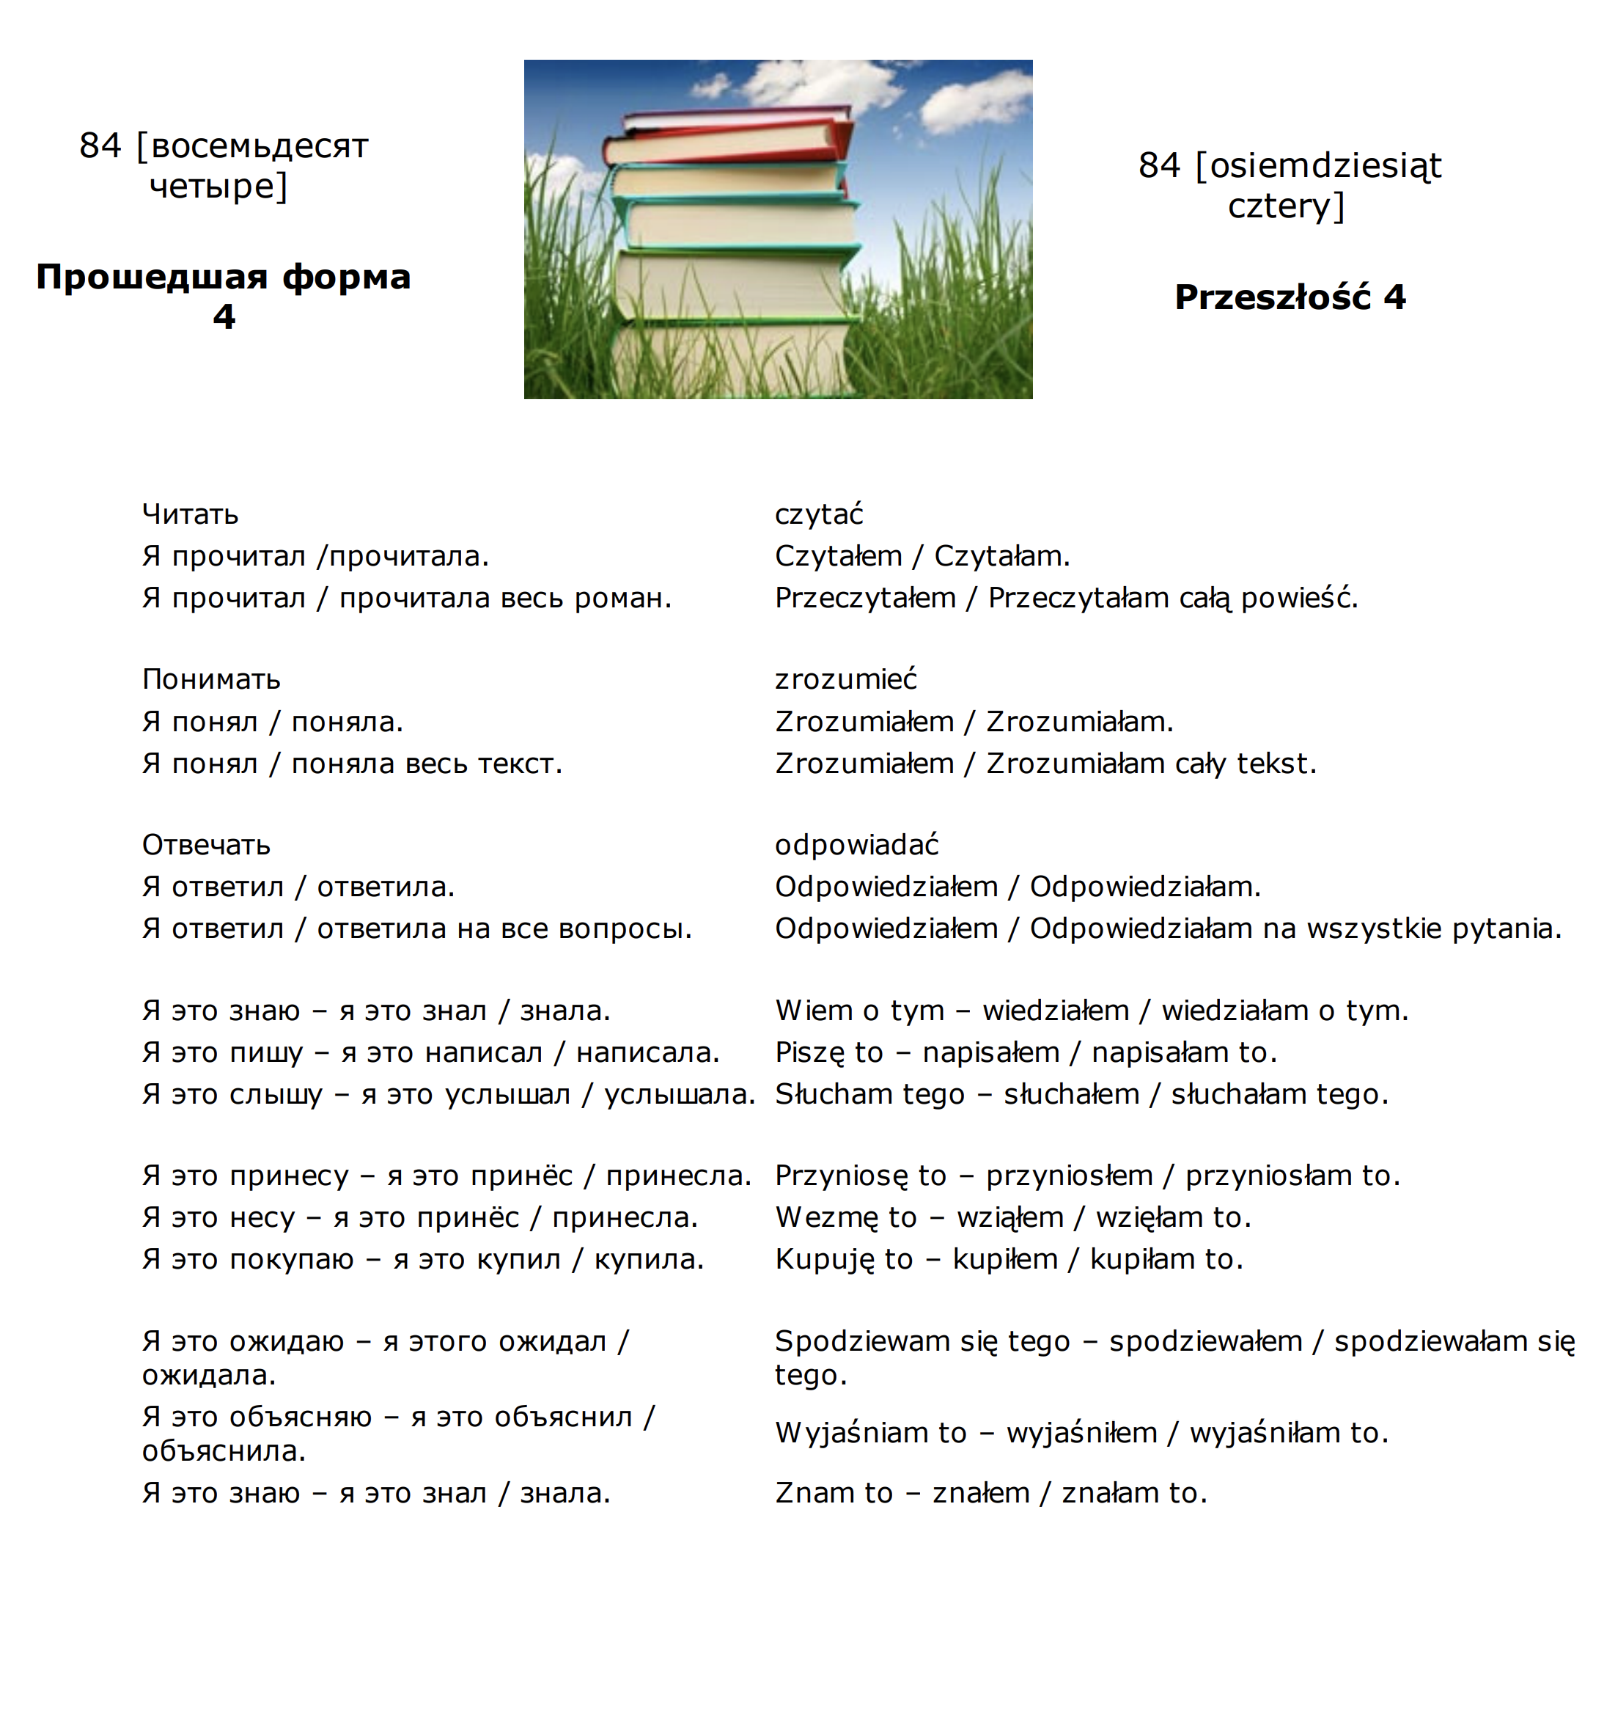 84 [восемьдесят
четыре]
Прошедшая форма
4
84 [osiemdziesiąt
cztery]
Przeszłość 4
Читать
czytać
Я прочитал /прочитала.
Czytałem / Czytałam.
Я прочитал / прочитала весь роман.
Przeczytałem / Przeczytałam całą powieść.
Понимать
zrozumieć
Я понял / поняла.
Zrozumiałem / Zrozumiałam.
Я понял / поняла весь текст.
Zrozumiałem / Zrozumiałam cały tekst.
Отвечать
odpowiadać
Я ответил / ответила.
Odpowiedziałem / Odpowiedziałam.
Я ответил / ответила на все вопросы.
Odpowiedziałem / Odpowiedziałam na wszystkie pytania.
Я это знаю – я это знал / знала.
Wiem o tym – wiedziałem / wiedziałam o tym.
Я это пишу – я это написал / написала.
Piszę to – napisałem / napisałam to.
Я это слышу – я это услышал / услышала.
Słucham tego – słuchałem / słuchałam tego.
Я это принесу – я это принёс / принесла.
Przyniosę to – przyniosłem / przyniosłam to.
Я это несу – я это принёс / принесла.
Wezmę to – wziąłem / wzięłam to.
Я это покупаю – я это купил / купила.
Kupuję to – kupiłem / kupiłam to.
Я это ожидаю – я этого ожидал /
ожидала.
Spodziewam się tego – spodziewałem / spodziewałam się
tego.
Я это объясняю – я это объяснил /
объяснила.
Wyjaśniam to – wyjaśniłem / wyjaśniłam to.
Я это знаю – я это знал / знала.
Znam to – znałem / znałam to.